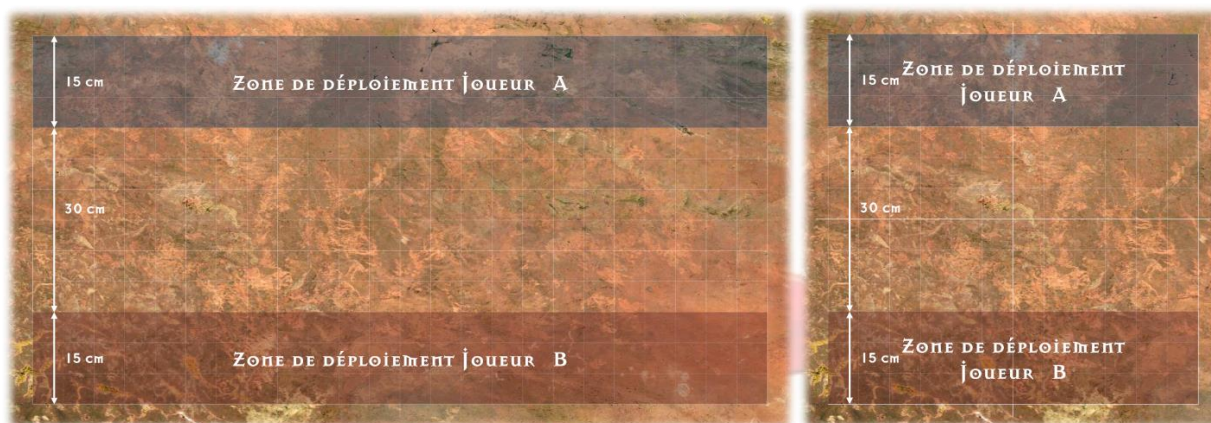 15 cm
Zone de déploiement Joueur A
30 cm
15 cm
Zone de déploiement Joueur B
15 cm
Zone de déploiement
Joueur A
30 cm
15 cm
Zone de déploiement
Joueur B